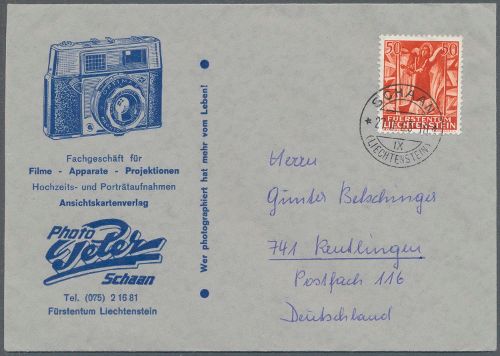 Fachgeschäft für
Filme - Apparate - Projektionen
Hochzeits- und Porträtaufnahmen
Ansichtskartenverlag
Photo
Peter
Schaan
Tel. (075) 2 16 81
Fürstentum Liechtenstein
Wer photographiert hat mehr vom Leben!
50 50
FÜRSTENTUM
LIECHTENSTEIN
SCHAAN
IX
(LIECHTENSTEIN)
Herrn
Günter Betsinger
741 Reutlingen
Postfach 116
Deutschland